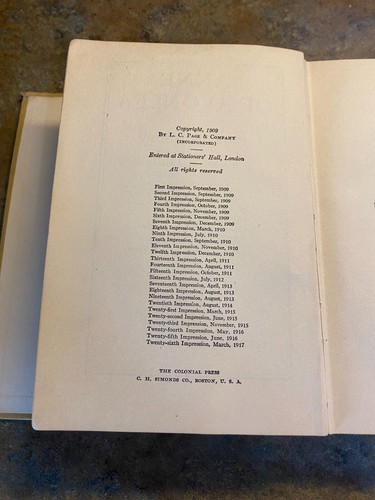 Copyright, 1909
BY L. C. PAGE & COMPANY
(INCORPORATED)
Entered at Stationers' Hall, London
All rights reserved
First Impression, September, 1909
Second Impression, September, 1909
Third Impression, September, 1909
Fourth Impression, October, 1909
Fifth Impression, November, 1909
Sixth Impression, December, 1909
Seventh Impression, December, 1909
Eighth Impression, March, 1910
Ninth Impression, July, 1910
Tenth Impression, September, 1910
Eleventh Impression, November, 1910
Twelfth Impression, December, 1910
Thirteenth Impression, April, 1911
Fourteenth Impression, August, 1911
Fifteenth Impression, October, 1911
Sixteenth Impression, July, 1912
Seventeenth Impression, April, 1913
Eighteenth Impression, August, 1913
Nineteenth Impression, August, 1913
Twentieth Impression, August, 1914
Twenty-first Impression, March, 1915
Twenty-second Impression, June, 1915
Twenty-third Impression, November, 1915
Twenty-fourth Impression, May, 1916
Twenty-fifth Impression, June, 1916
Twenty-sixth Impression, March, 1917
THE COLONIAL PRESS
C. H. SIMONDS CO., BOSTON, U. S. A.